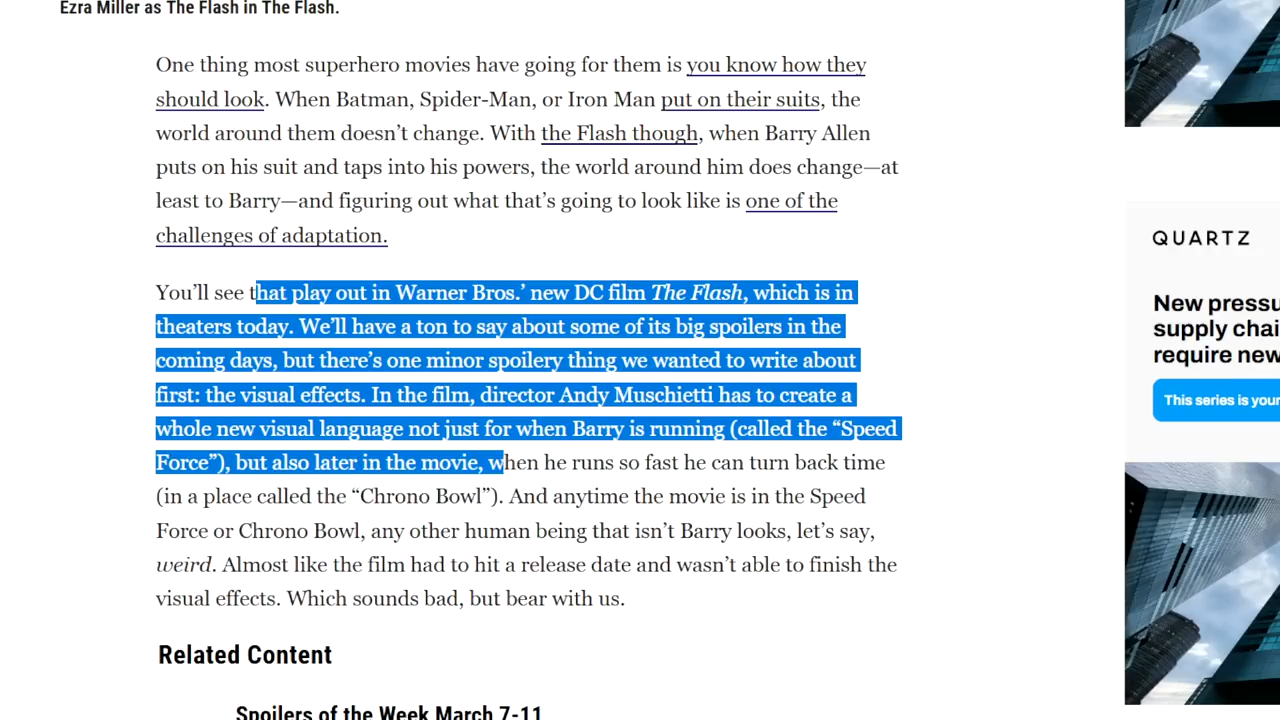 Ezra Miller as The Flash in The Flash.
One thing most superhero movies have going for them is you know how they
should look. When Batman, Spider-Man, or Iron Man put on their suits, the
world around them doesn’t change. With the Flash though, when Barry Allen
puts on his suit and taps into his powers, the world around him does change—at
least to Barry—and figuring out what that’s going to look like is one of the
challenges of adaptation.
You’ll see that play out in Warner Bros.’ new DC film The Flash, which is in
theaters today. We’ll have a ton to say about some of its big spoilers in the
coming days, but there’s one minor spoilery thing we wanted to write about
first: the visual effects. In the film, director Andy Muschietti has to create a
whole new visual language not just for when Barry is running (called the “Speed
Force”), but also later in the movie, when he runs so fast he can turn back time
(in a place called the “Chrono Bowl”). And anytime the movie is in the Speed
Force or Chrono Bowl, any other human being that isn’t Barry looks, let’s say,
weird. Almost like the film had to hit a release date and wasn’t able to finish the
visual effects. Which sounds bad, but bear with us.
Related Content
Spoilers of the Week March 7-11
QUARTZ
New pressu
supply chai
require new
This series is your